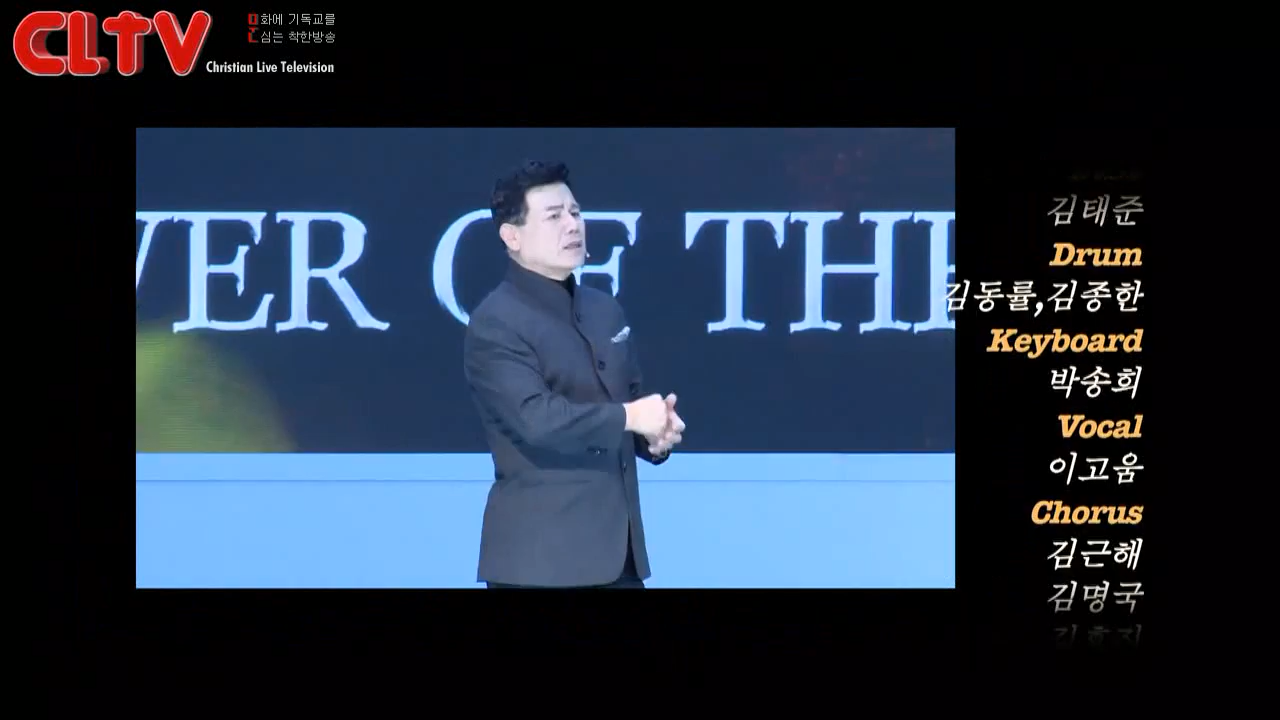 CLTV
문화에 기독교를
심는 착한방송
Christian Live Television
VER OF THE
김태준
Drum
김동률,김종한
Keyboard
박송희
Vocal
이고움
Chorus
김근해
김명국